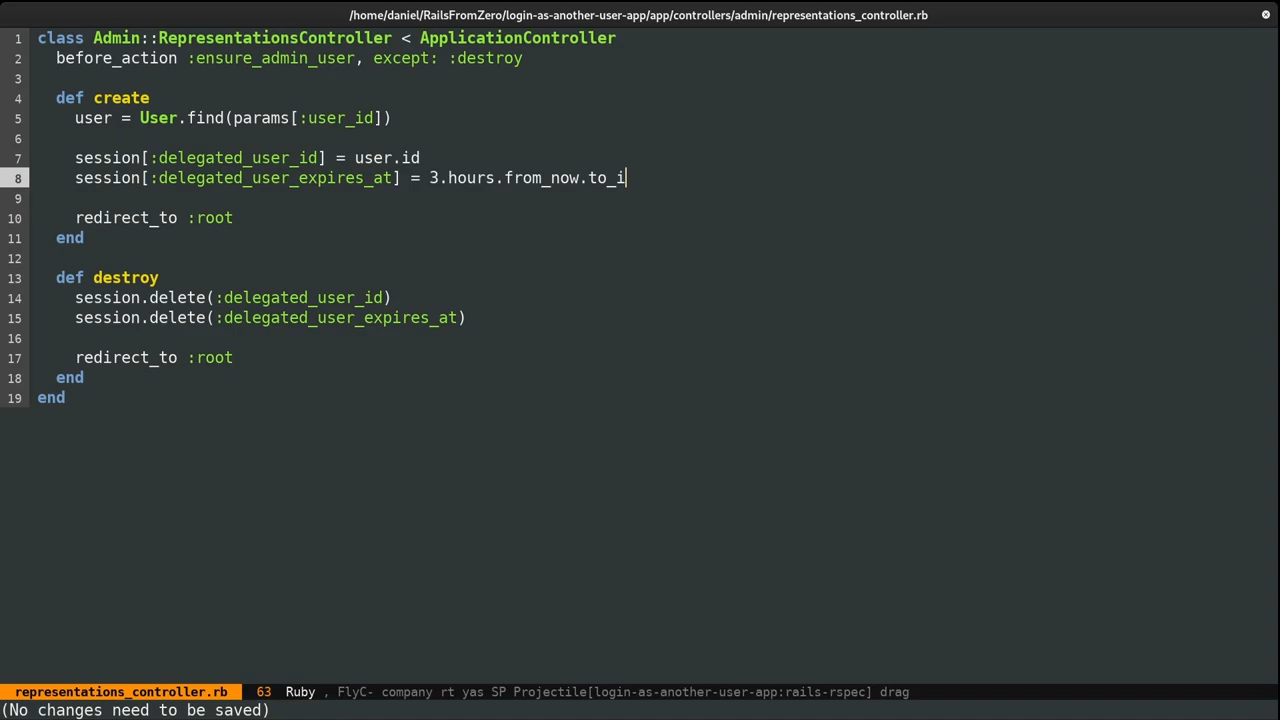 /home/daniel/RailsFromZero/login-as-another-user-app/app/controllers/admin/representations_controller.rb
1 class Admin::RepresentationsController < ApplicationController
2   before_action :ensure_admin_user, except: :destroy
3
4   def create
5     user = User.find(params[:user_id])
6
7     session[:delegated_user_id] = user.id
8     session[:delegated_user_expires_at] = 3.hours.from_now.to_i
9
10     redirect_to :root
11   end
12
13   def destroy
14     session.delete(:delegated_user_id)
15     session.delete(:delegated_user_expires_at)
16
17     redirect_to :root
18   end
19 end
representations_controller.rb 63 Ruby , FlyC- company rt yas SP Projectile[login-as-another-user-app:rails-rspec] drag
(No changes need to be saved)